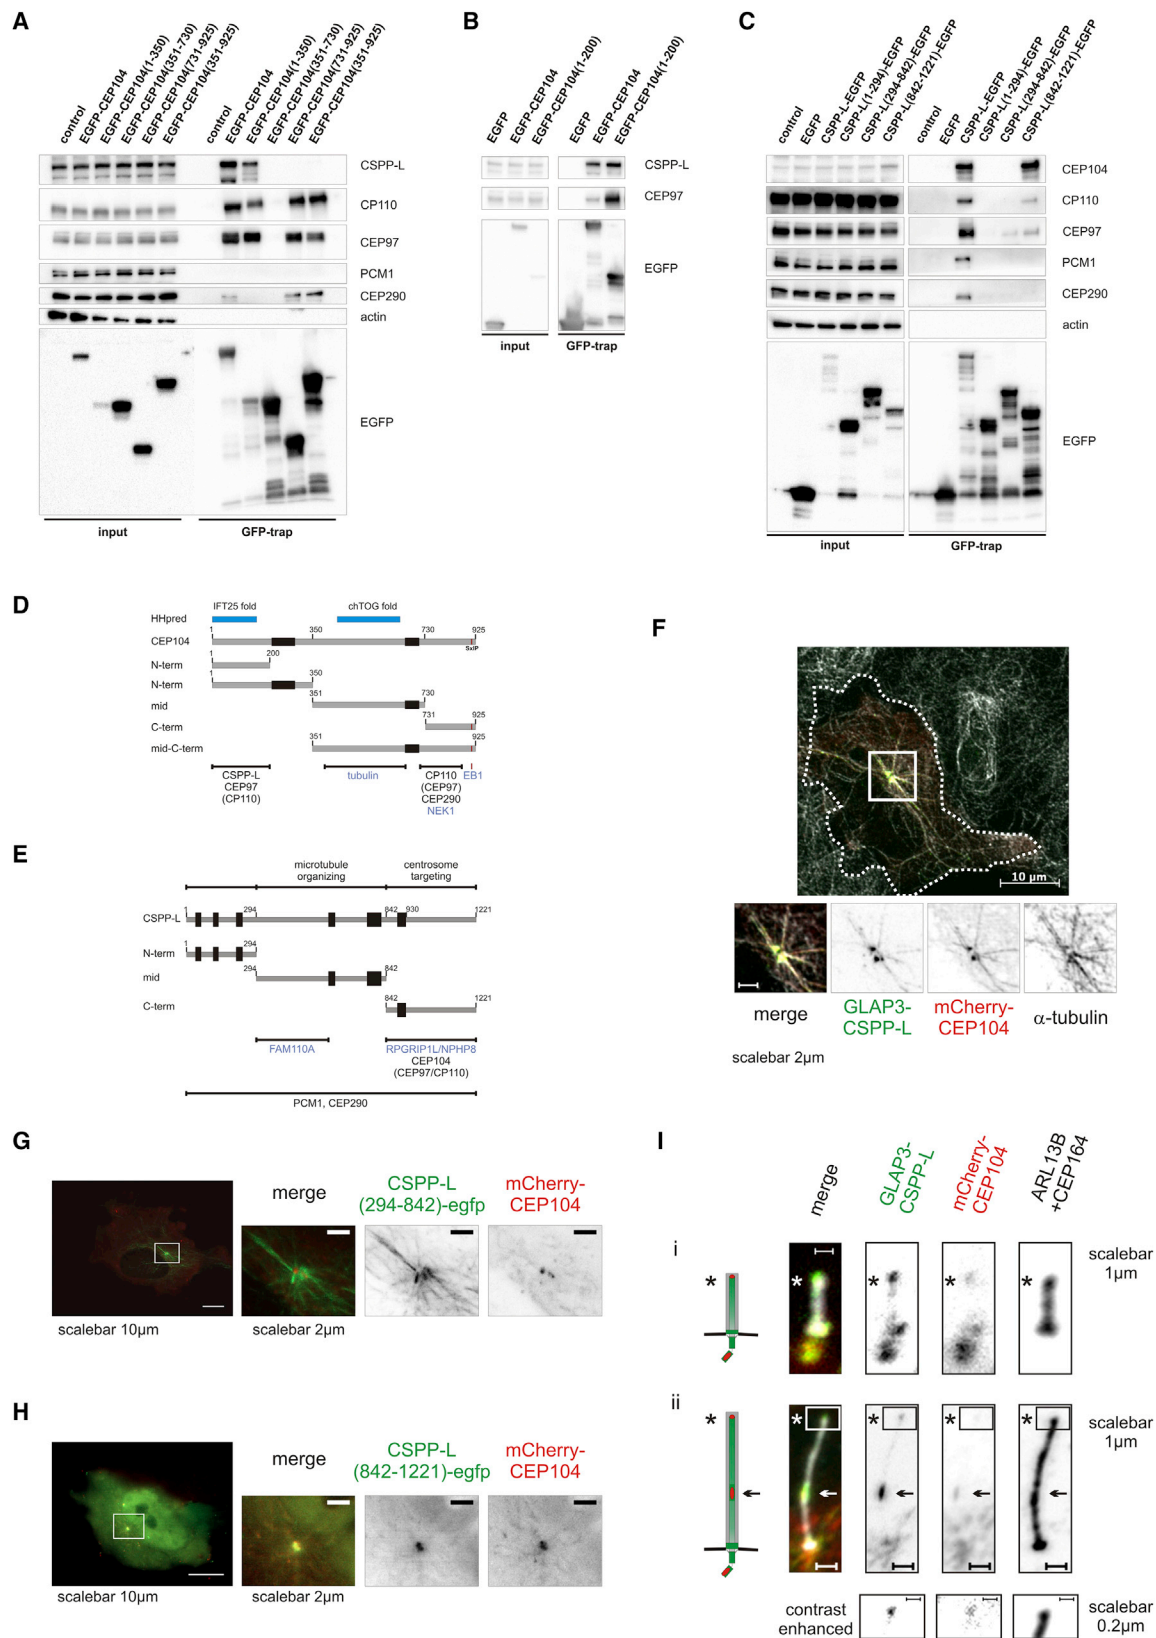 A
control
EGFP-CEP104
EGFP-CEP104(1-350)
EGFP-CEP104(351-730)
EGFP-CEP104(731-925)
EGFP-CEP104(351-925)
control
EGFP-CEP104
EGFP-CEP104(1-350)
EGFP-CEP104(351-730)
EGFP-CEP104(731-925)
EGFP-CEP104(351-925)
CSPP-L
CP110
CEP97
PCM1
CEP290
actin
EGFP
input
GFP-trap
B
EGFP
EGFP-CEP104
EGFP-CEP104(1-200)
EGFP
EGFP-CEP104
EGFP-CEP104(1-200)
CSPP-L
CEP97
EGFP
input
GFP-trap
C
control
EGFP
CSPP-L-EGFP
CSPP-L(1-294)-EGFP
CSPP-L(294-842)-EGFP
CSPP-L(842-1221)-EGFP
control
EGFP
CSPP-L-EGFP
CSPP-L(1-294)-EGFP
CSPP-L(294-842)-EGFP
CSPP-L(842-1221)-EGFP
CEP104
CP110
CEP97
PCM1
CEP290
actin
EGFP
input
GFP-trap
D
IFT25 fold
chTOG fold
HHpred
1
350
730
925
CEP104
SxIP
1
200
N-term
1
350
N-term
351
730
mid
731
925
C-term
351
925
mid-C-term
CSPP-L
CEP97
(CP110)
tubulin
CP110
(CEP97)
CEP290
NEK1
EB1
E
microtubule
organizing
centrosome
targeting
1
294
842
930
1221
CSPP-L
1
294
N-term
294
842
mid
842
1221
C-term
FAM110A
RPGRIP1L/NPHP8
CEP104
(CEP97/CP110)
PCM1, CEP290
F
10 µm
merge
GLAP3-
CSPP-L
mCherry-
CEP104
α-tubulin
scalebar 2µm
G
merge
CSPP-L
(294-842)-egfp
mCherry-
CEP104
scalebar 10µm
scalebar 2µm
H
merge
CSPP-L
(842-1221)-egfp
mCherry-
CEP104
scalebar 10µm
scalebar 2µm
I
merge
GLAP3-
CSPP-L
mCherry-
CEP104
ARL13B
+CEP164
i
*
*
*
*
*
scalebar
1µm
ii
*
*
*
*
*
scalebar
1µm
contrast
enhanced
scalebar
0.2µm